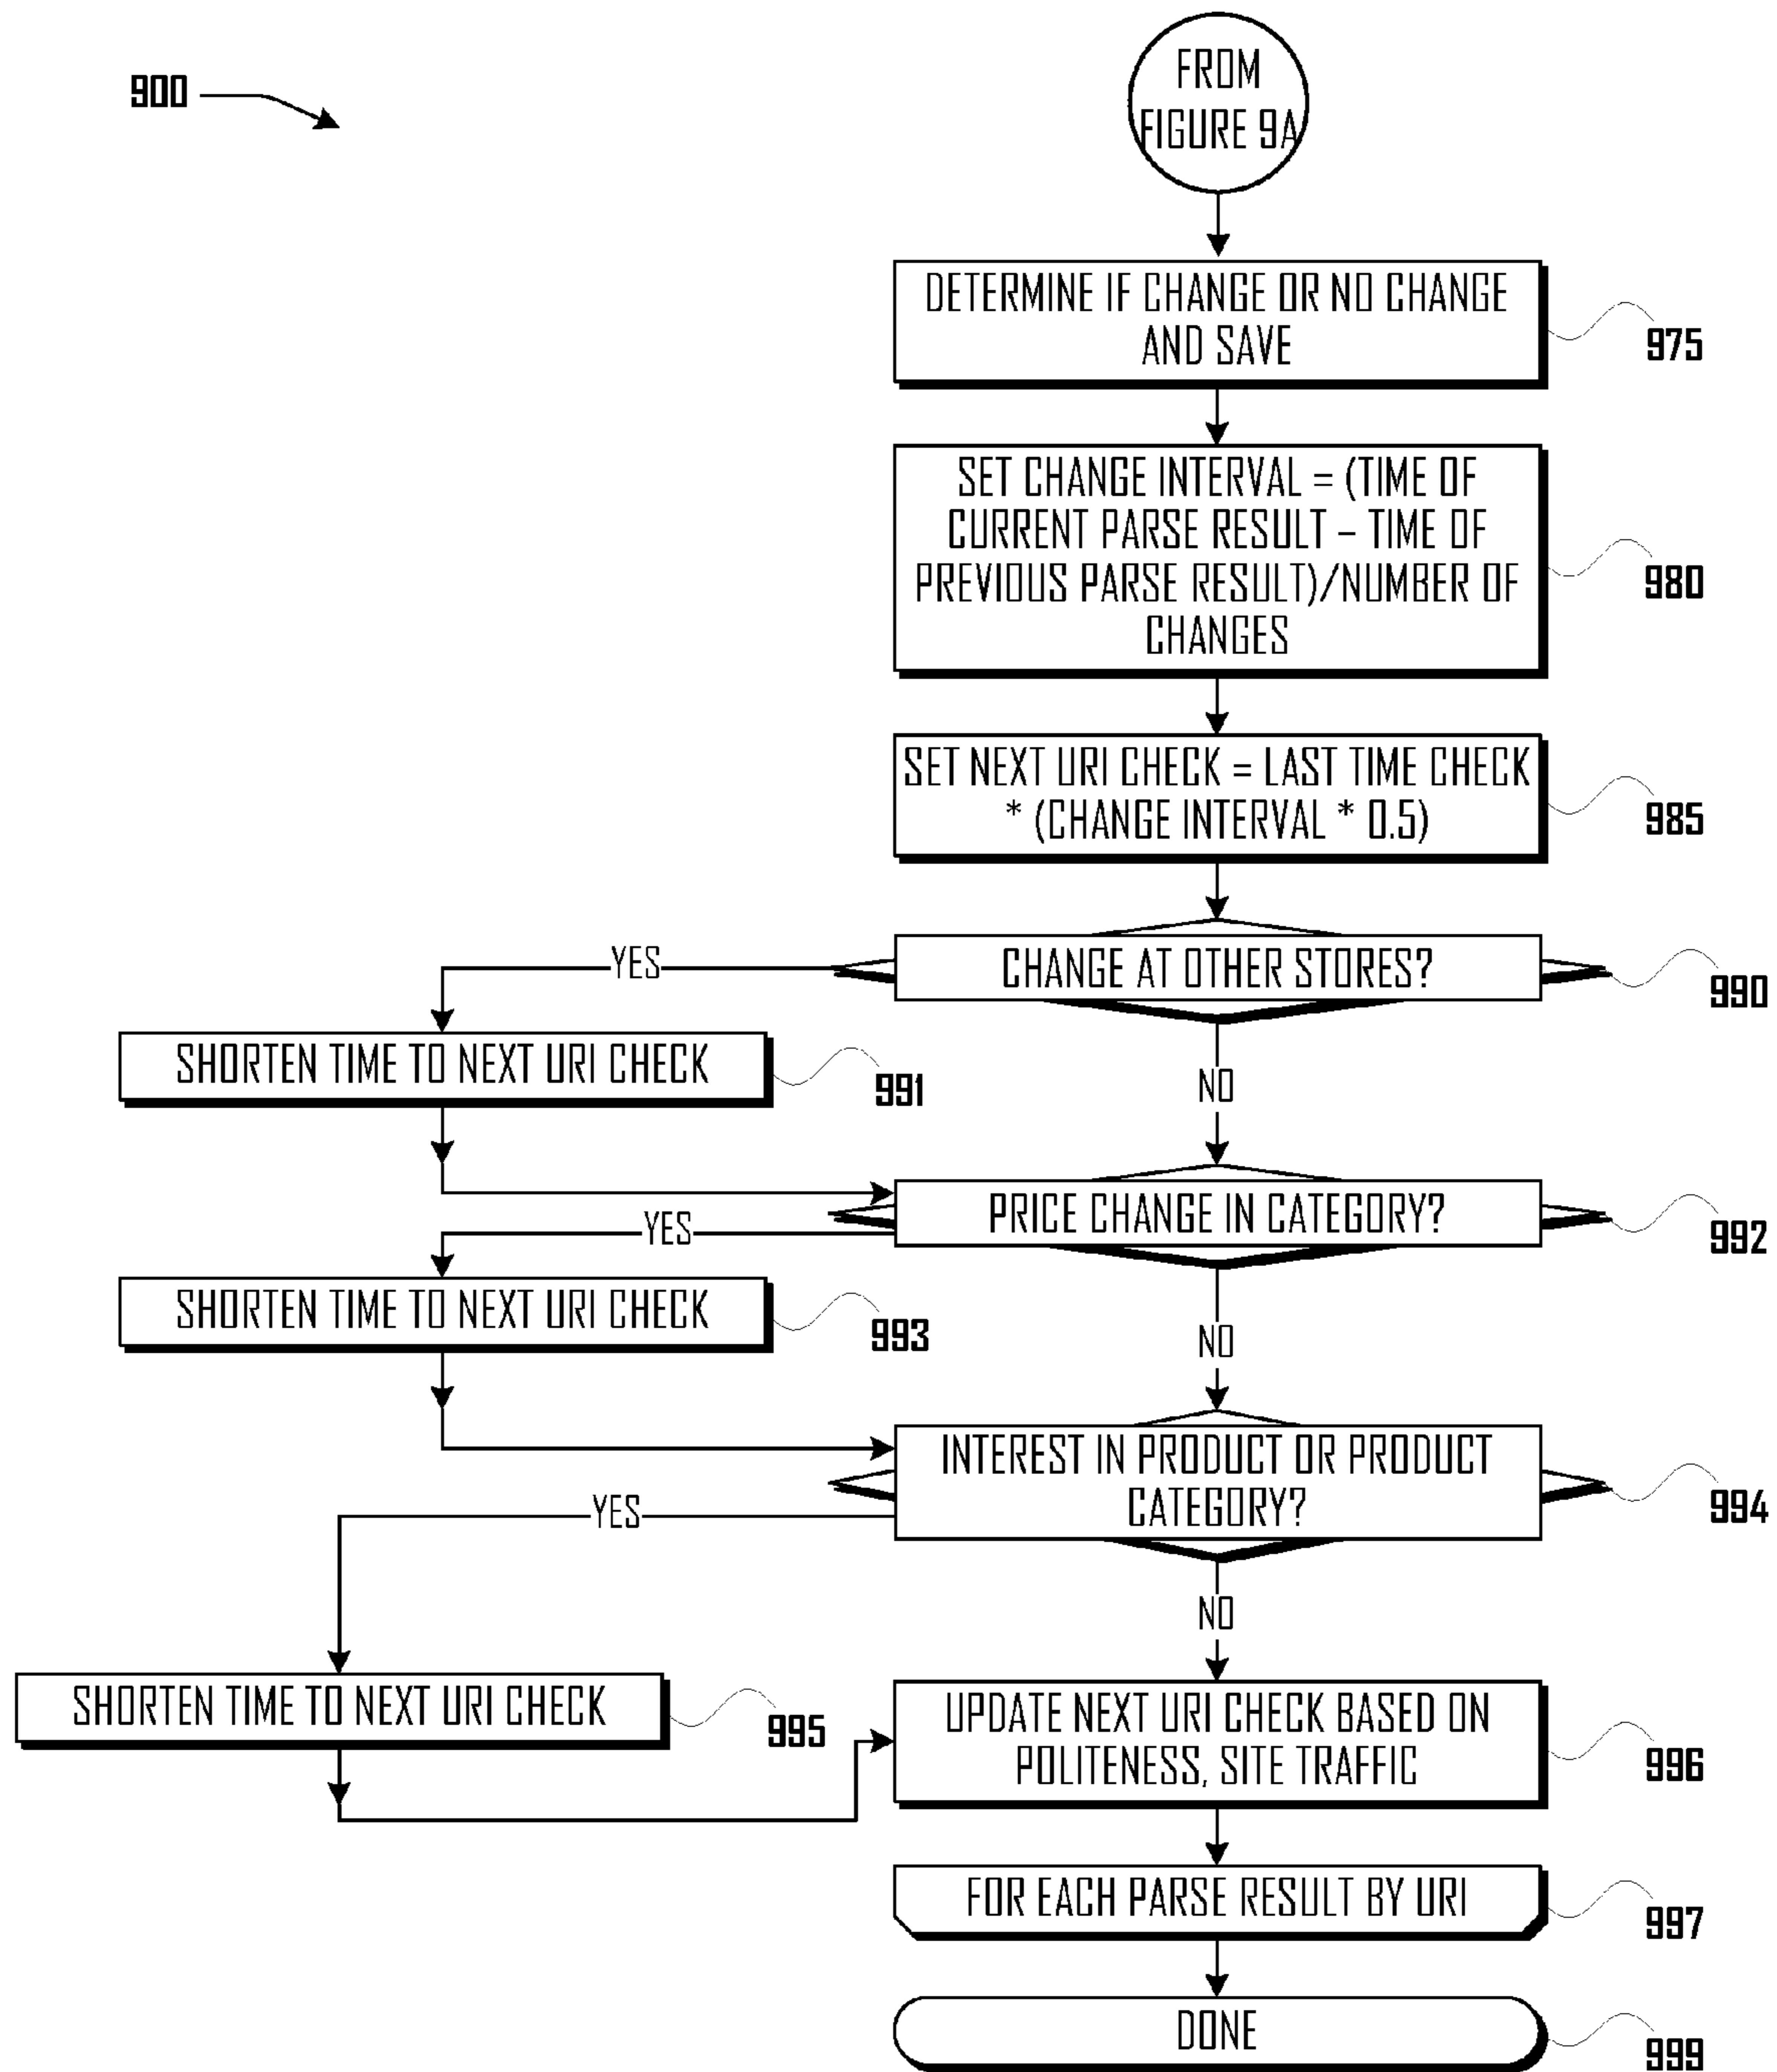 900
FROM
FIGURE 9A
DETERMINE IF CHANGE OR NO CHANGE
AND SAVE
975
SET CHANGE INTERVAL = (TIME OF
CURRENT PARSE RESULT – TIME OF
PREVIOUS PARSE RESULT)/NUMBER OF
CHANGES
980
SET NEXT URI CHECK = LAST TIME CHECK
* (CHANGE INTERVAL * 0.5)
985
CHANGE AT OTHER STORES?
990
YES
SHORTEN TIME TO NEXT URI CHECK
991
NO
PRICE CHANGE IN CATEGORY?
992
YES
SHORTEN TIME TO NEXT URI CHECK
993
NO
INTEREST IN PRODUCT OR PRODUCT
CATEGORY?
994
YES
NO
SHORTEN TIME TO NEXT URI CHECK
995
UPDATE NEXT URI CHECK BASED ON
POLITENESS, SITE TRAFFIC
996
FOR EACH PARSE RESULT BY URI
997
DONE
999